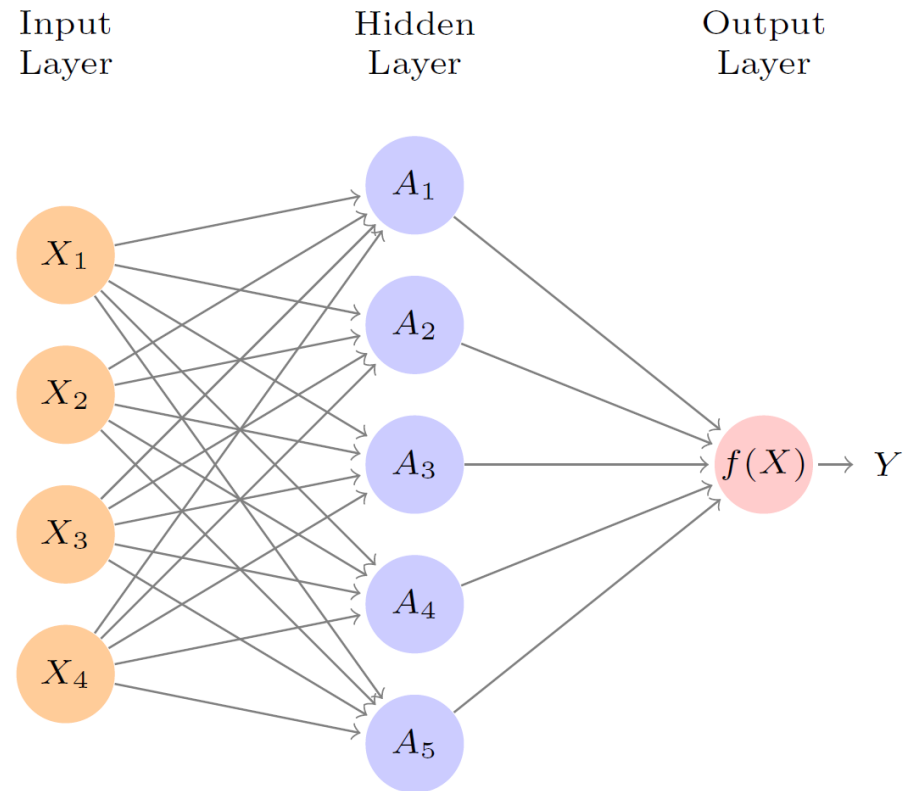 Input
Layer
Hidden
Layer
Output
Layer
X₁
X₂
X₃
X₄
A₁
A₂
A₃
A₄
A₅
f(X)
Y